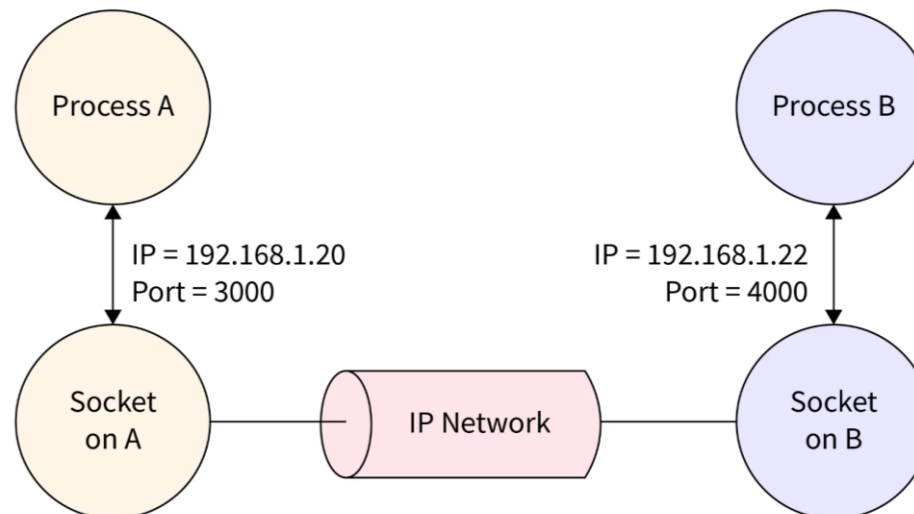 Process A
Process B
IP = 192.168.1.20
Port = 3000
IP = 192.168.1.22
Port = 4000
Socket
on A
IP Network
Socket
on B